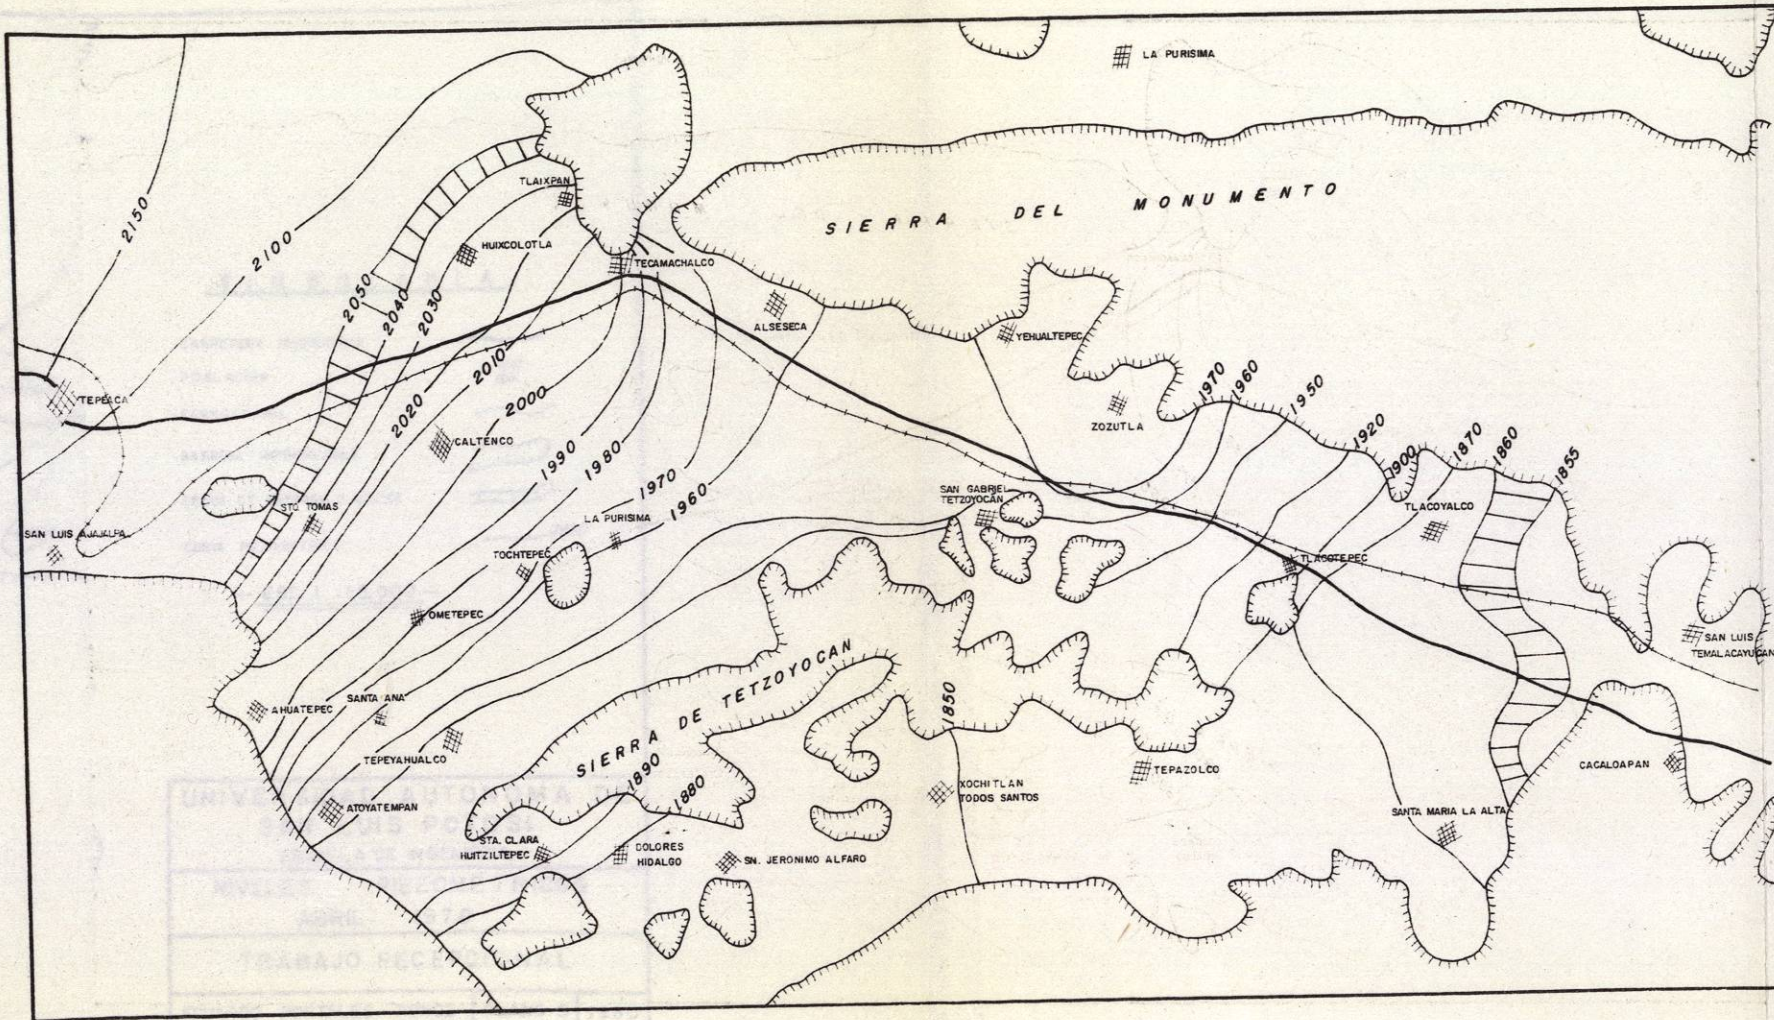 LA PURISIMA
SIERRA DEL MONUMENTO
TLAIXPAN
2150
2100
HUIXCOLOTLA
TECAMACHALCO
2050
2040
2030
ALSESECA
YEHUALTEPEC
2010
2020
2000
TEPEACA
CALTENCO
ZOZUTLA
1970
1960
1950
1920
1900
1870
1860
1855
1990
1980
1970
1960
SAN GABRIEL
TETZOYOCAN
TLACOYALCO
STO TOMAS
LA PURISIMA
SAN LUIS AJAJALPA
TOCHTEPEC
TLACOTEPEC
OMETEPEC
SAN LUIS
TEMALACAYUCAN
SIERRA DE TETZOYOCAN
AHUATEPEC
SANTA ANA
1850
TEPEYAHUALCO
1890
1880
TEPAZOLCO
CACALOAPAN
XOCHITLAN
TODOS SANTOS
ATOYATEMPAN
SANTA MARIA LA ALTA
STA. CLARA
HUITZILTEPEC
DOLORES
HIDALGO
SN. JERONIMO ALFARO